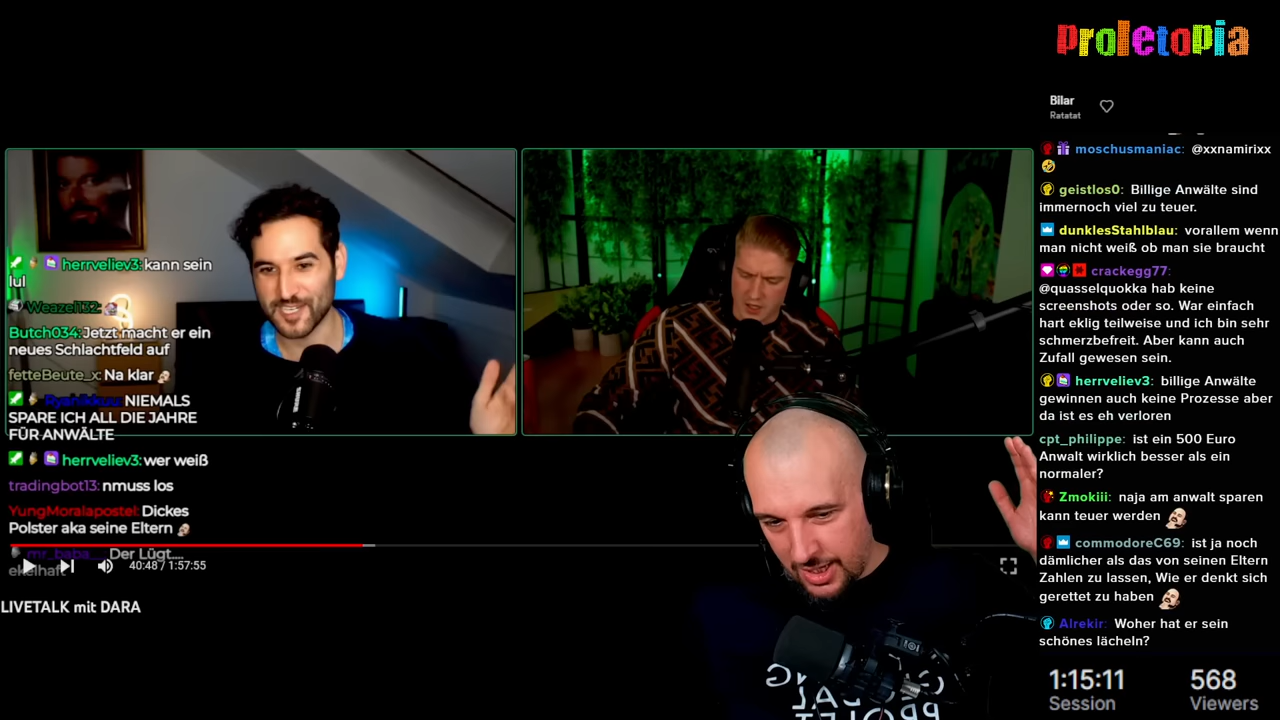 proletopia
Bilar
Ratatat
moschusmaniac: @xxnamirixx
geistlos0: Billige Anwälte sind
immernoch viel zu teuer.
dunklesStahlblau: vorallem wenn
man nicht weiß ob man sie braucht
crackegg77:
@quasselquokka hab keine
screenshots oder so. War einfach
hart eklig teilweise und ich bin sehr
schmerzbefreit. Aber kann auch
Zufall gewesen sein.
herrveliev3: billige Anwälte
gewinnen auch keine Prozesse aber
da ist es eh verloren
cpt_philippe: ist ein 500 Euro
Anwalt wirklich besser als ein
normaler?
Zmokiii: naja am anwalt sparen
kann teuer werden
commodoreC69: ist ja noch
dämlicher als das von seinen Eltern
Zahlen zu lassen, Wie er denkt sich
gerettet zu haben
Alrekir: Woher hat er sein
schönes lächeln?
1:15:11
Session
568
Viewers
herrveliev3: kann sein
lul
Weazel132:
Butch034: Jetzt macht er ein
neues Schlachtfeld auf
fetteBeute_x: Na klar
NIEMALS
SPARE ICH ALL DIE JAHRE
FÜR ANWÄLTE
herrveliev3: wer weiß
tradingbot13: nmuss los
YungMoralapostel: Dickes
Polster aka seine Eltern
mr_baba__: Der Lügt....
ekelhaft
40:48 / 1:57:55
LIVETALK mit DARA